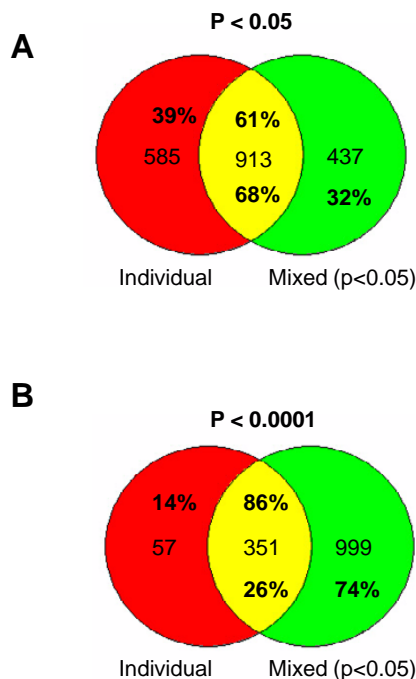 P < 0.05
A
39% 61%
585 913 437
68% 32%
Individual Mixed (p<0.05)
B
P < 0.0001
14% 86%
57 351 999
26% 74%
Individual Mixed (p<0.05)